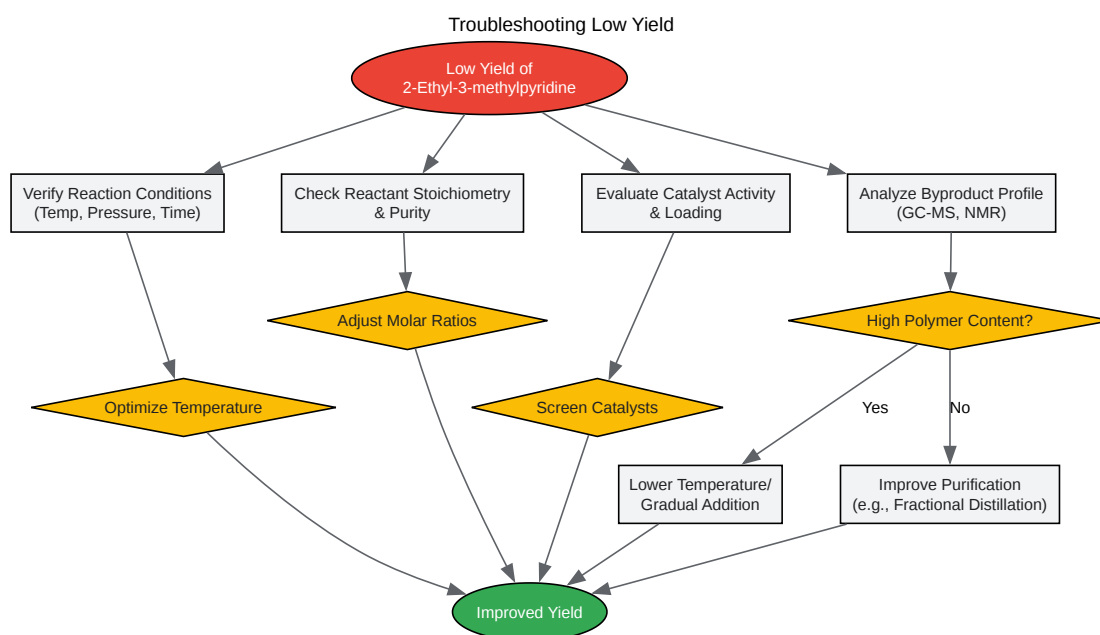 Troubleshooting Low Yield
Low Yield of
2-Ethyl-3-methylpyridine
Verify Reaction Conditions
(Temp, Pressure, Time)
Check Reactant Stoichiometry
& Purity
Evaluate Catalyst Activity
& Loading
Analyze Byproduct Profile
(GC-MS, NMR)
Adjust Molar Ratios
High Polymer Content?
Optimize Temperature
Screen Catalysts
Yes
No
Lower Temperature/
Gradual Addition
Improve Purification
(e.g., Fractional Distillation)
Improved Yield